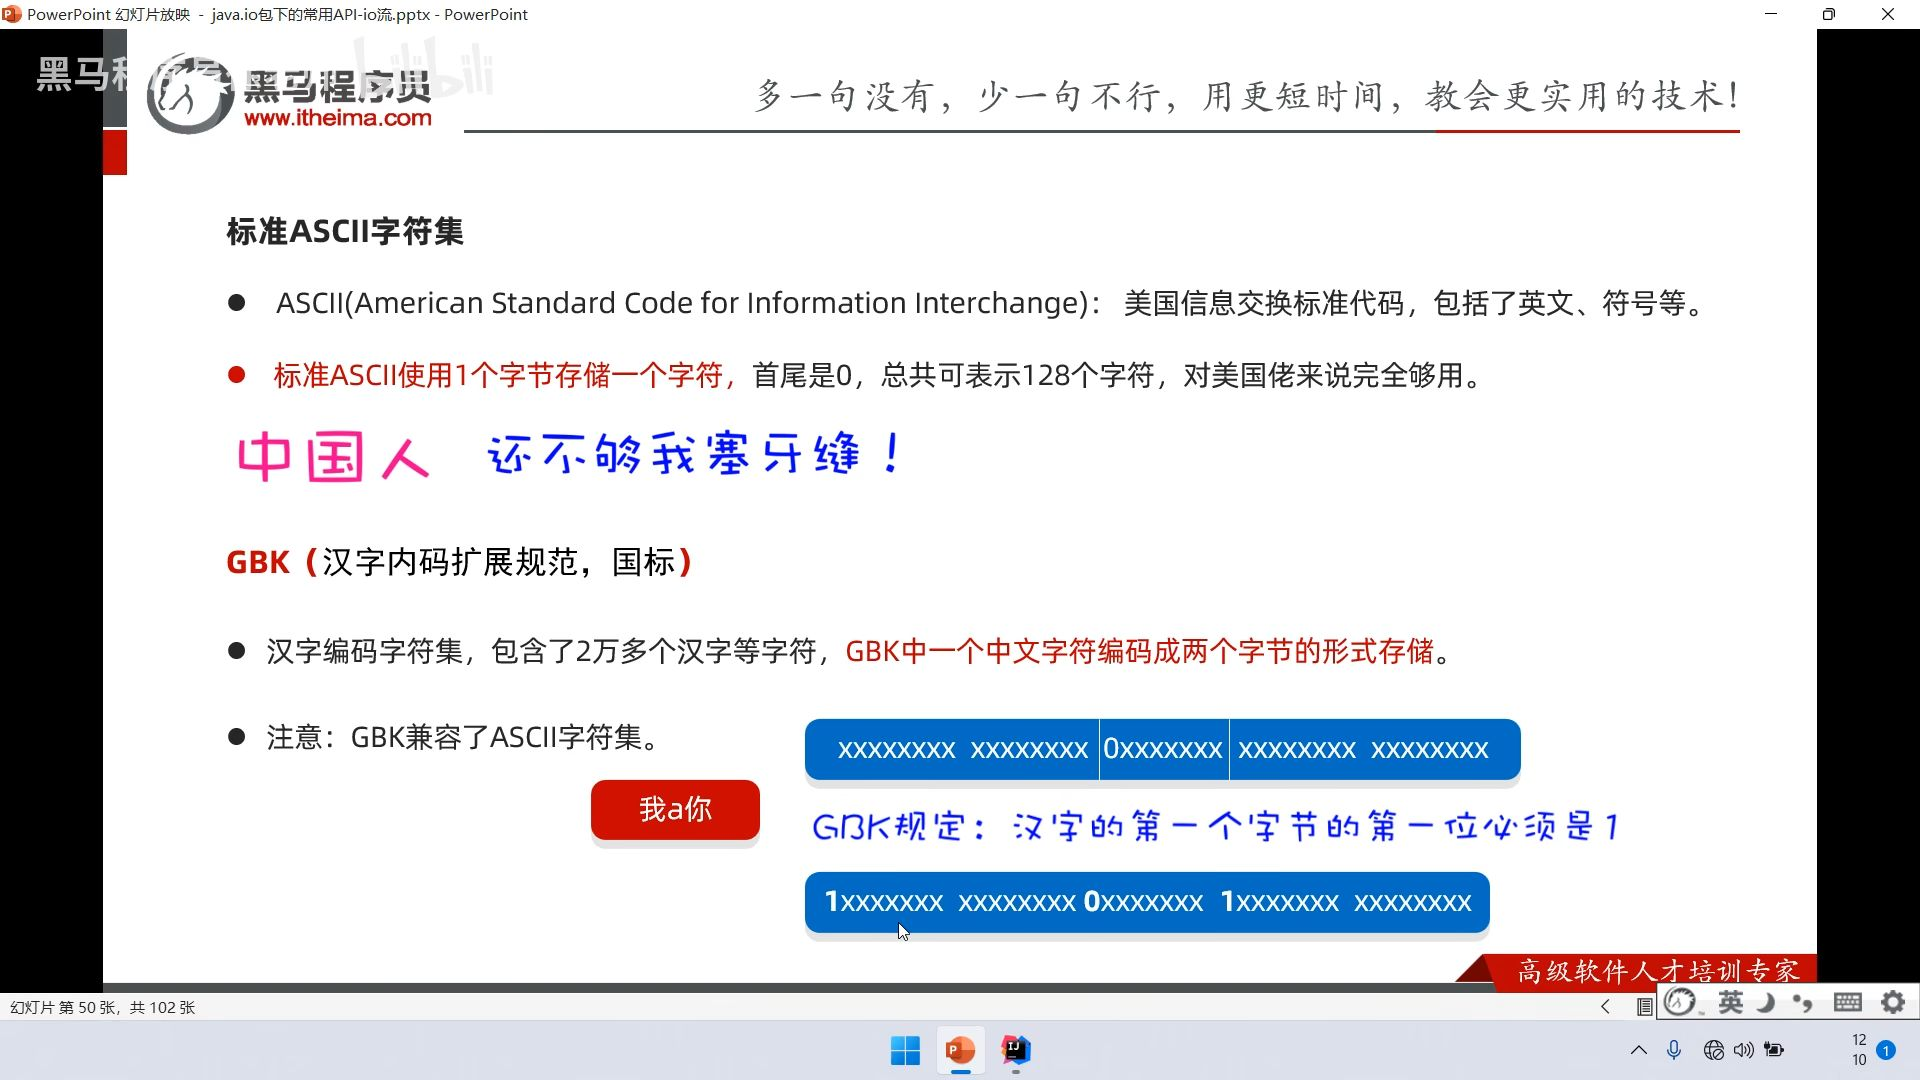 PowerPoint 幻灯片放映 - java.io包下的常用API-io流.pptx - PowerPoint
黑马程序员
www.itheima.com
bilibili
多一句没有，少一句不行，用更短时间，教会更实用的技术！
标准ASCII字符集
ASCII(American Standard Code for Information Interchange)： 美国信息交换标准代码，包括了英文、符号等。
标准ASCII使用1个字节存储一个字符，首尾是0，总共可表示128个字符，对美国佬来说完全够用。
中国人 还不够我塞牙缝！
GBK（汉字内码扩展规范，国标）
汉字编码字符集，包含了2万多个汉字等字符，GBK中一个中文字符编码成两个字节的形式存储。
注意：GBK兼容了ASCII字符集。
xxxxxxxx xxxxxxxx 0xxxxxxx xxxxxxxx xxxxxxxx
我a你
GBK规定：汉字的第一个字节的第一位必须是1
1xxxxxxx xxxxxxxx 0xxxxxxx 1xxxxxxx xxxxxxxx
高级软件人才培训专家
幻灯片 第 50 张，共 102 张
英
12
10
1